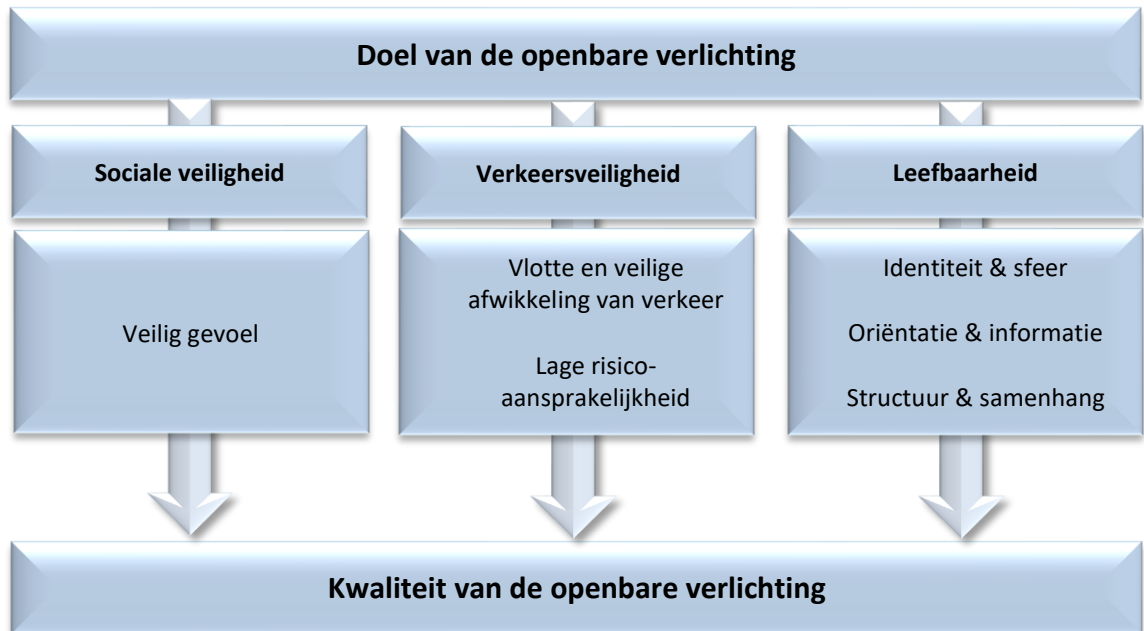 Doel van de openbare verlichting
Sociale veiligheid
Veilig gevoel
Verkeersveiligheid
Vlotte en veilige
afwikkeling van verkeer
Lage risico-
aansprakelijkheid
Leefbaarheid
Identiteit & sfeer
Oriëntatie & informatie
Structuur & samenhang
Kwaliteit van de openbare verlichting